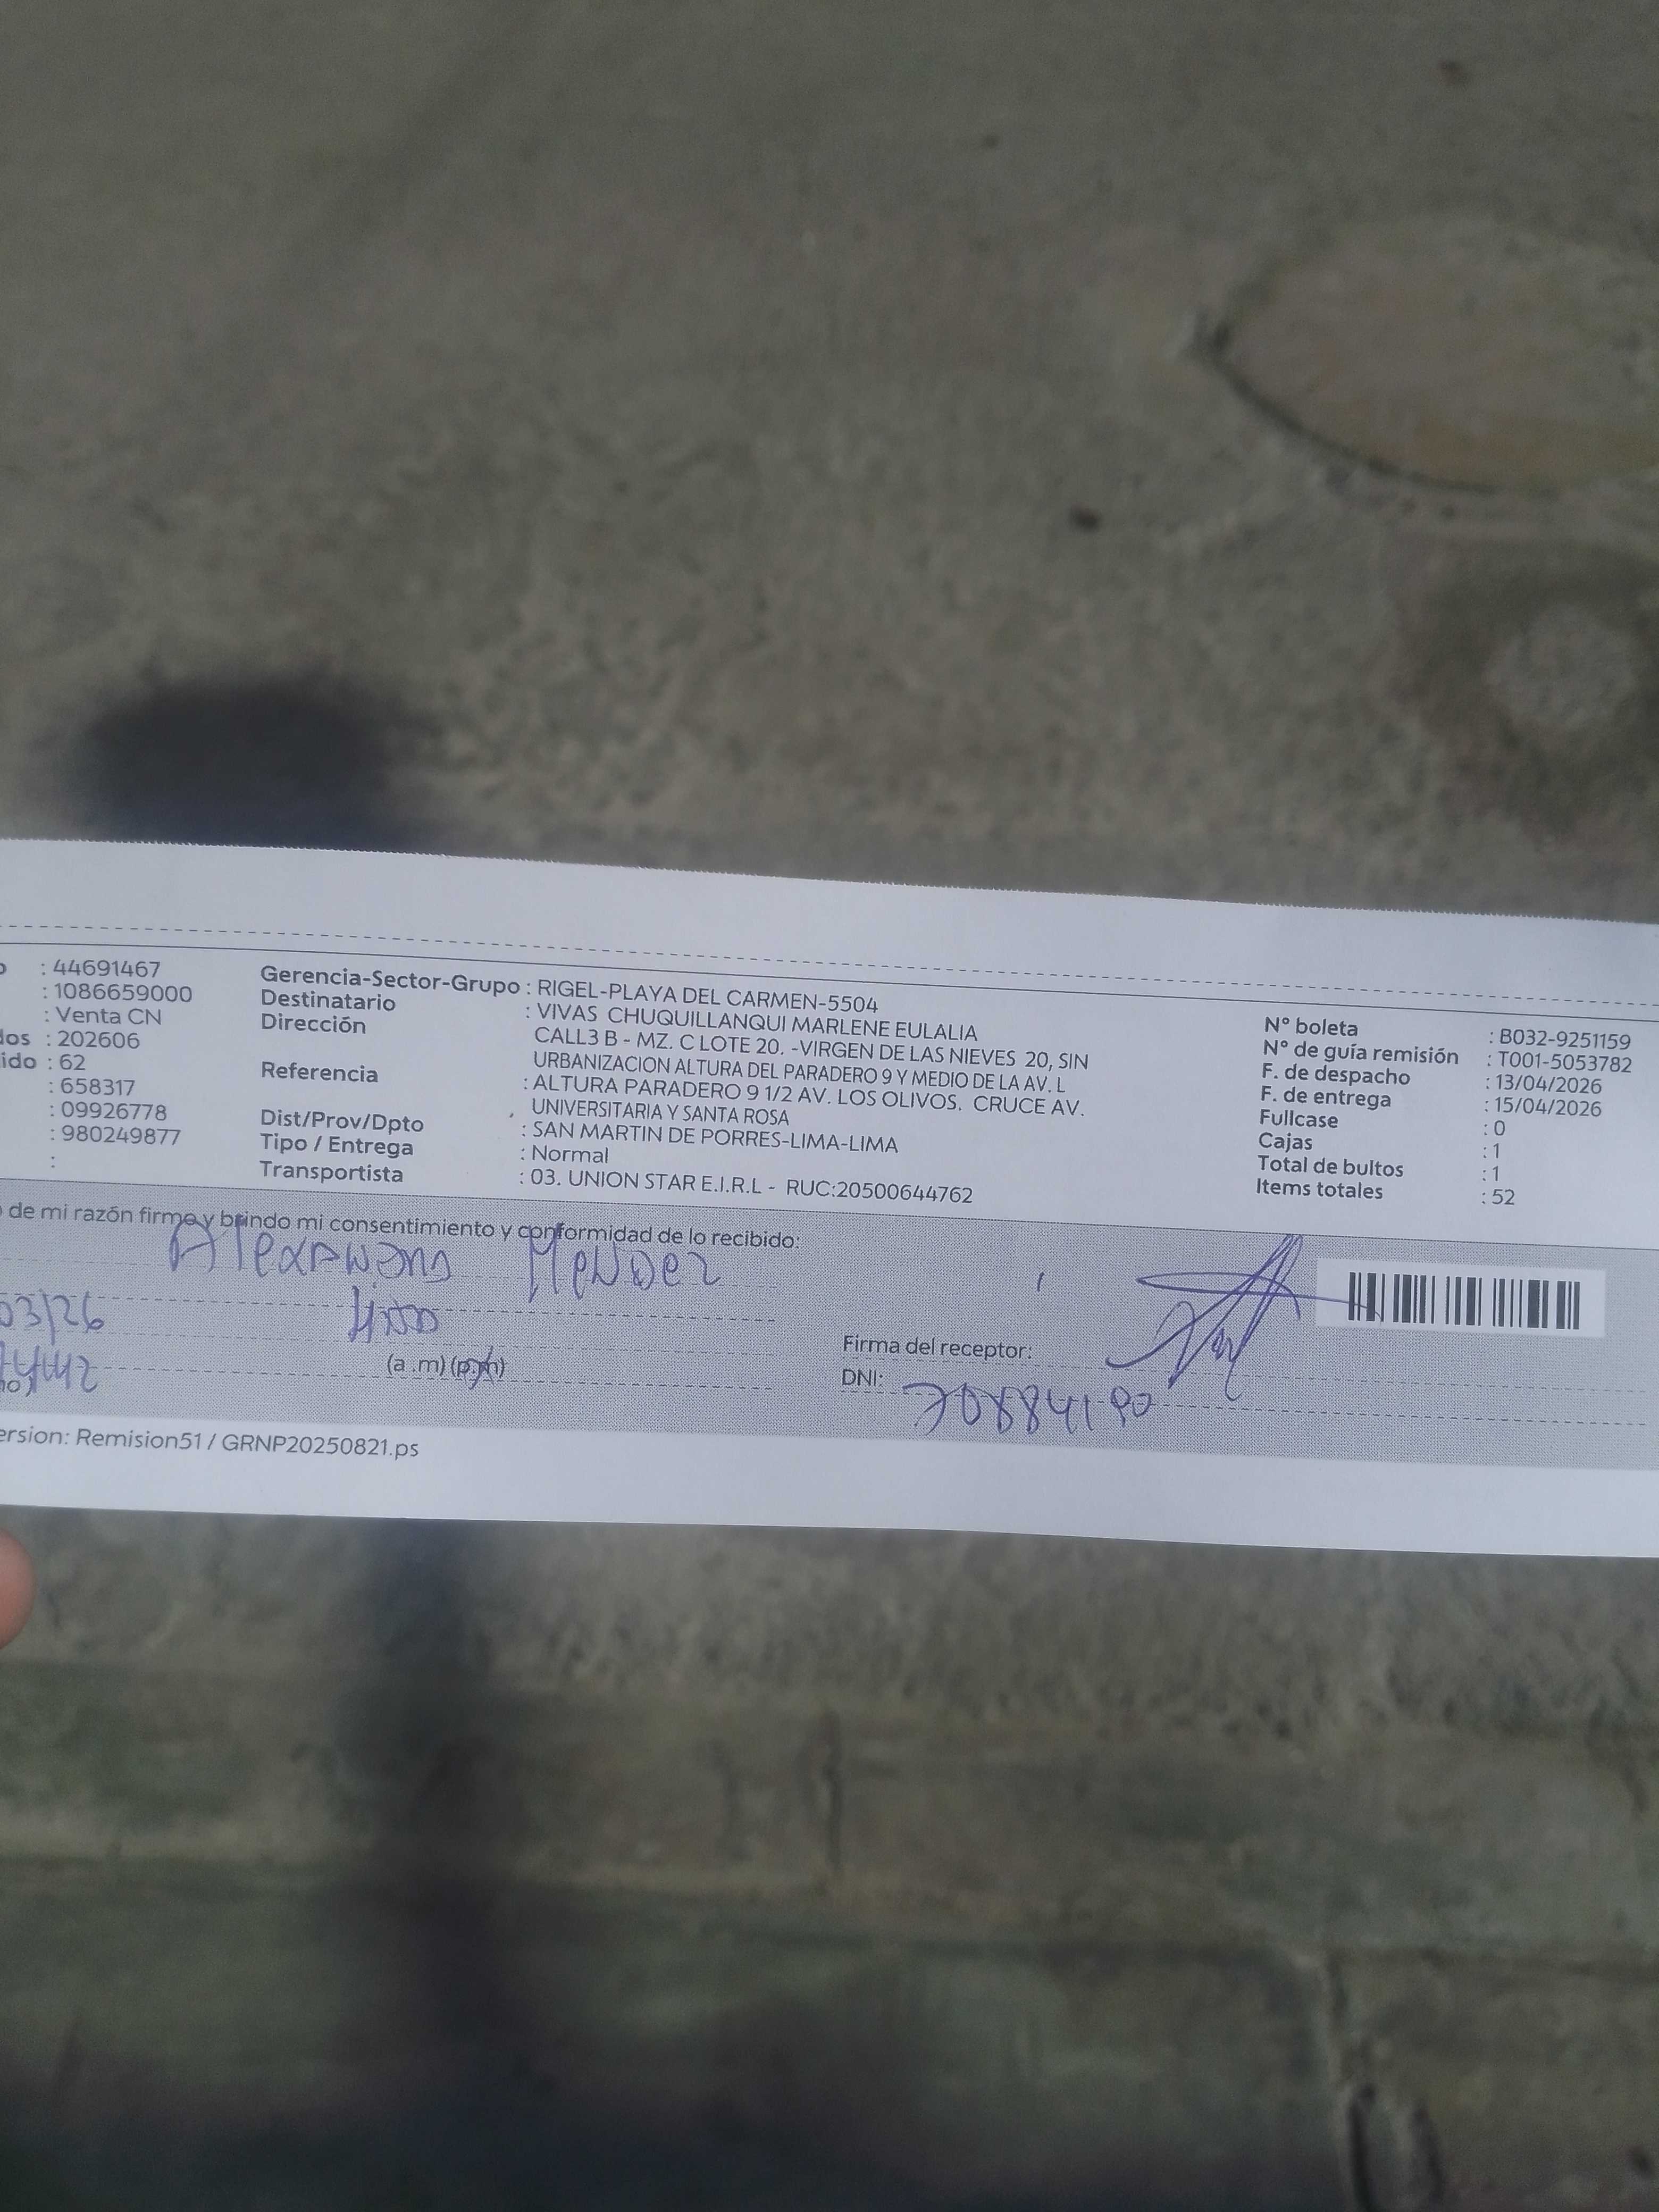 : 44691467
: 1086659000
: Venta CN
dos : 202606
ido : 62
: 658317
: 09926778
: 980249877
:
Gerencia-Sector-Grupo : RIGEL-PLAYA DEL CARMEN-5504
Destinatario : VIVAS CHUQUILLANQUI MARLENE EULALIA
Dirección CALL3 B - MZ. C LOTE 20. -VIRGEN DE LAS NIEVES 20, SIN
URBANIZACION ALTURA DEL PARADERO 9 Y MEDIO DE LA AV. L
Referencia : ALTURA PARADERO 9 1/2 AV. LOS OLIVOS. CRUCE AV.
UNIVERSITARIA Y SANTA ROSA
Dist/Prov/Dpto : SAN MARTIN DE PORRES-LIMA-LIMA
Tipo / Entrega : Normal
Transportista : 03. UNION STAR E.I.R.L - RUC:20500644762
N° boleta : B032-9251159
N° de guía remisión : T001-5053782
F. de despacho : 13/04/2026
F. de entrega : 15/04/2026
Fullcase : 0
Cajas : 1
Total de bultos : 1
Items totales : 52
de mi razón firmo y brindo mi consentimiento y conformidad de lo recibido:
Mendez
03/26
(a .m) (p.m)
Firma del receptor:
DNI:
ersion: Remision51 / GRNP20250821.ps